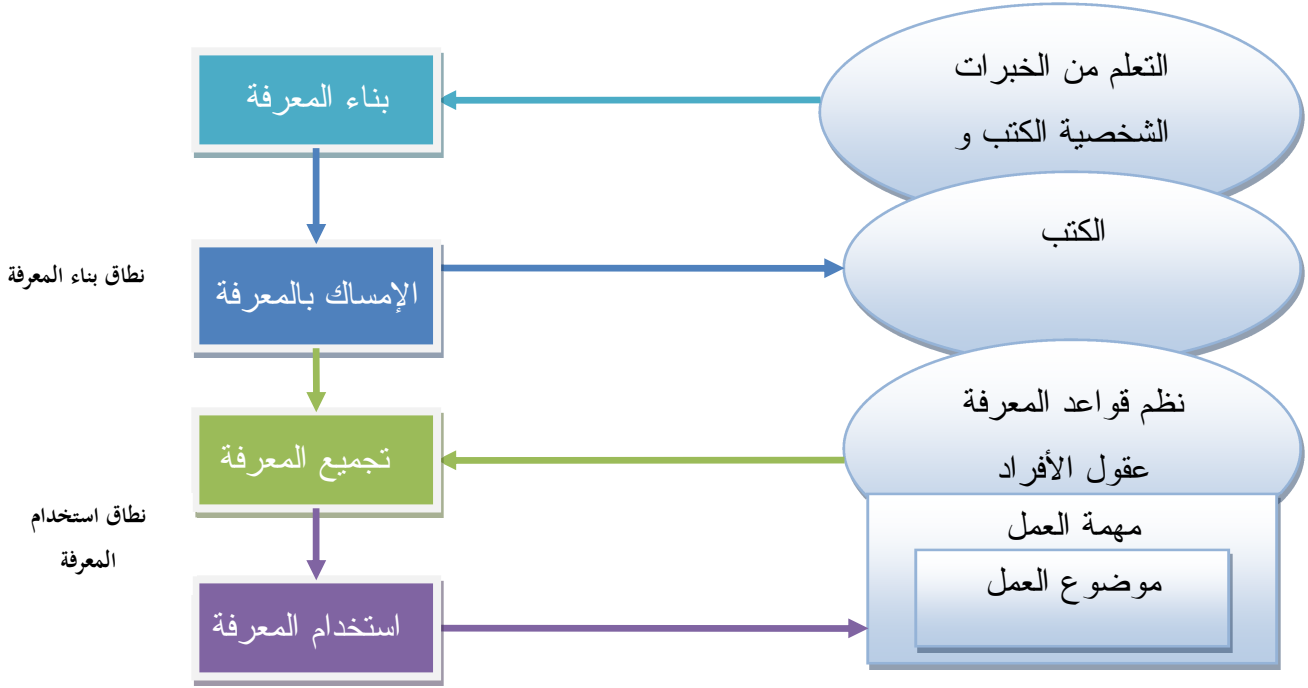 التعلم من الخبرات
الشخصية الكتب و
بناء المعرفة
الكتب
نطاق بناء المعرفة
الإمساك بالمعرفة
نظم قواعد المعرفة
عقول الأفراد
تجميع المعرفة
نطاق استخدام
المعرفة
مهمة العمل
موضوع العمل
استخدام المعرفة